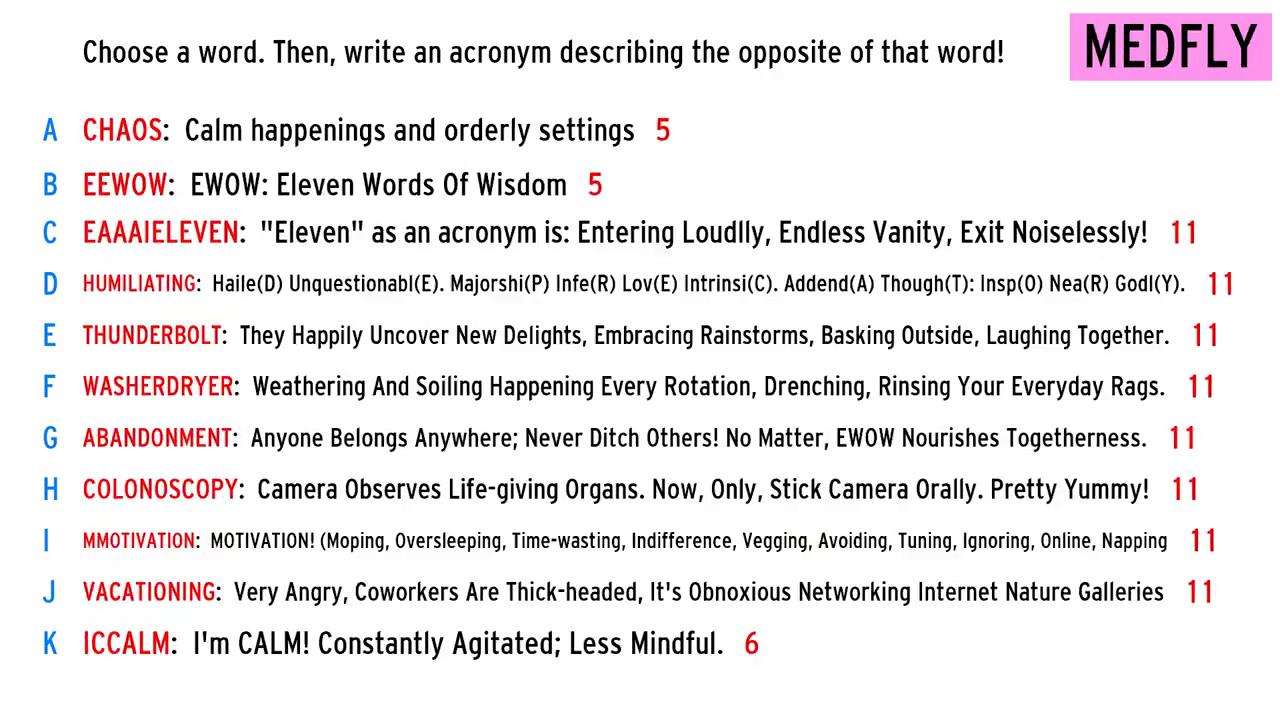 Choose a word. Then, write an acronym describing the opposite of that word!
MEDFLY
A CHAOS: Calm happenings and orderly settings 5
B EEWOW: EWOW: Eleven Words Of Wisdom 5
C EAAAIELEVEN: "Eleven" as an acronym is: Entering Loudlly, Endless Vanity, Exit Noiselessly! 11
D HUMILIATING: Haile(D) Unquestionabl(E). Majorshi(P) Infe(R) Lov(E) Intrinsi(C). Addend(A) Though(T): Insp(O) Nea(R) Godl(Y). 11
E THUNDERBOLT: They Happily Uncover New Delights, Embracing Rainstorms, Basking Outside, Laughing Together. 11
F WASHERDRYER: Weathering And Soiling Happening Every Rotation, Drenching, Rinsing Your Everyday Rags. 11
G ABANDONMENT: Anyone Belongs Anywhere; Never Ditch Others! No Matter, EWOW Nourishes Togetherness. 11
H COLONOSCOPY: Camera Observes Life-giving Organs. Now, Only, Stick Camera Orally. Pretty Yummy! 11
I MMOTIVATION: MOTIVATION! (Moping, Oversleeping, Time-wasting, Indifference, Vegging, Avoiding, Tuning, Ignoring, Online, Napping 11
J VACATIONING: Very Angry, Coworkers Are Thick-headed, It's Obnoxious Networking Internet Nature Galleries 11
K ICCALM: I'm CALM! Constantly Agitated; Less Mindful. 6